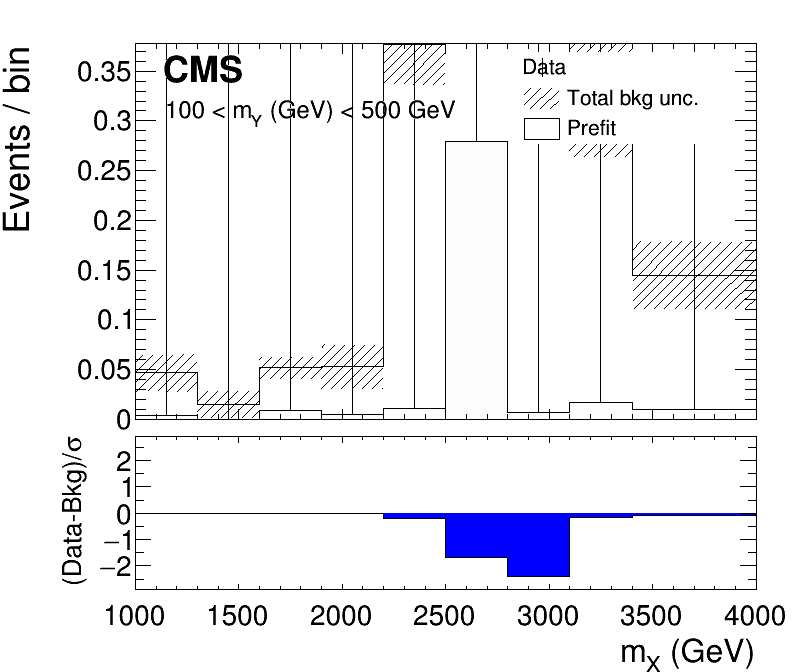 CMS
100 < mY (GeV) < 500 GeV
Data
Total bkg unc.
Prefit
Events / bin
0.35
0.3
0.25
0.2
0.15
0.1
0.05
0
(Data-Bkg)/σ
2
1
0
−1
−2
1000 1500 2000 2500 3000 3500 4000
mX (GeV)